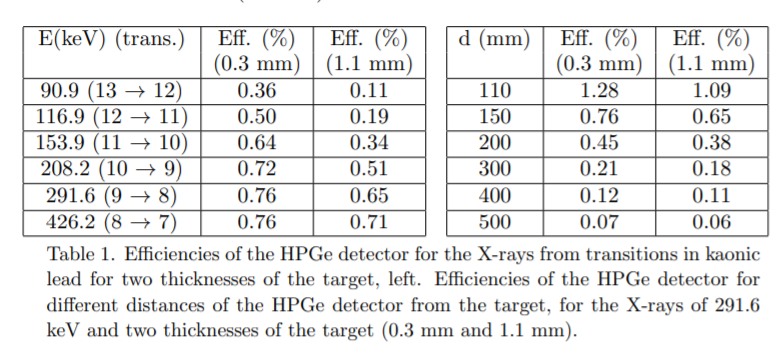 E(keV) (trans.) Eff. (%) Eff. (%)
(0.3 mm) (1.1 mm)
90.9 (13 → 12) 0.36 0.11
116.9 (12 → 11) 0.50 0.19
153.9 (11 → 10) 0.64 0.34
208.2 (10 → 9) 0.72 0.51
291.6 (9 → 8) 0.76 0.65
426.2 (8 → 7) 0.76 0.71
d (mm) Eff. (%) Eff. (%)
(0.3 mm) (1.1 mm)
110 1.28 1.09
150 0.76 0.65
200 0.45 0.38
300 0.21 0.18
400 0.12 0.11
500 0.07 0.06
Table 1. Efficiencies of the HPGe detector for the X-rays from transitions in kaonic
lead for two thicknesses of the target, left. Efficiencies of the HPGe detector for
different distances of the HPGe detector from the target, for the X-rays of 291.6
keV and two thicknesses of the target (0.3 mm and 1.1 mm).